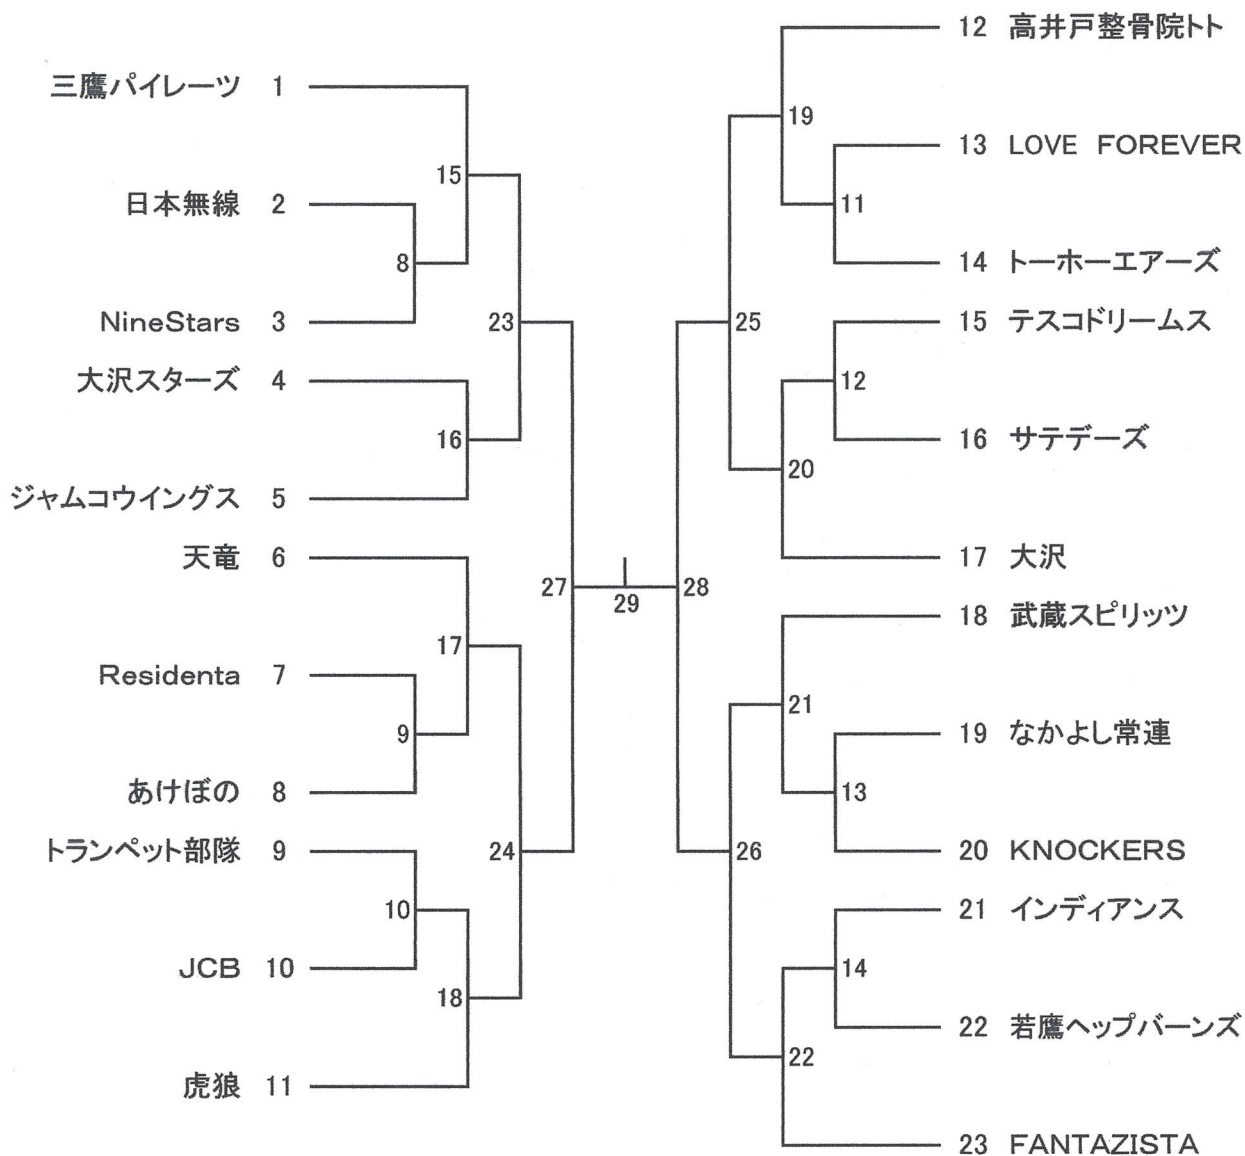 三鷹パイレーツ 1
日本無線 2
NineStars 3
大沢スターズ 4
ジャムコウイングス 5
天竜 6
Residenta 7
あけぼの 8
トランペット部隊 9
JCB 10
虎狼 11
8
9
10
15
16
17
18
23
24
27
29
28
25
26
19
20
21
22
11
12
13
14
12 高井戸整骨院トト
13 LOVE FOREVER
14 トーホーエアーズ
15 テスコドリームス
16 サテデーズ
17 大沢
18 武蔵スピリッツ
19 なかよし常連
20 KNOCKERS
21 インディアンス
22 若鷹ヘップバーンズ
23 FANTAZISTA